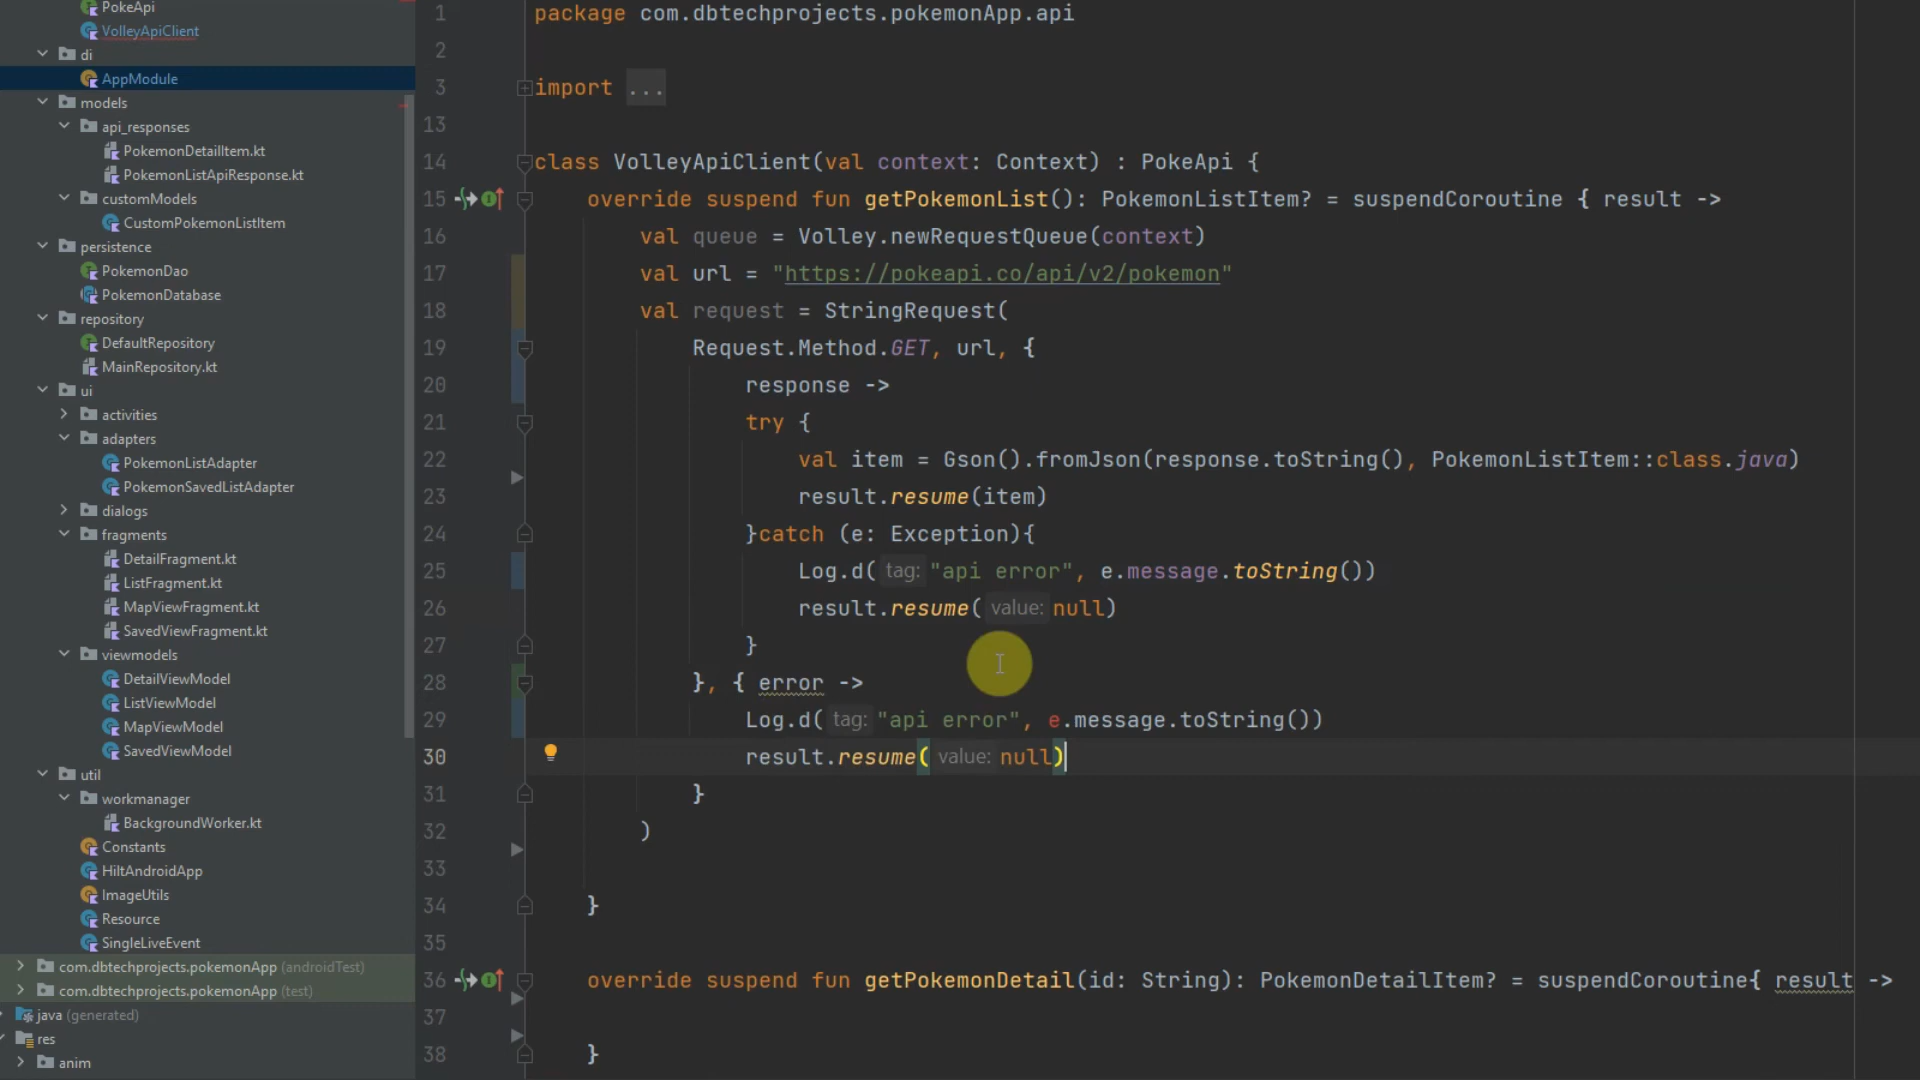 PokeApi
VolleyApiClient
di
AppModule
models
api_responses
PokemonDetailItem.kt
PokemonListApiResponse.kt
customModels
CustomPokemonListItem
persistence
PokemonDao
PokemonDatabase
repository
DefaultRepository
MainRepository.kt
ui
activities
adapters
PokemonListAdapter
PokemonSavedListAdapter
dialogs
fragments
DetailFragment.kt
ListFragment.kt
MapViewFragment.kt
SavedViewFragment.kt
viewmodels
DetailViewModel
ListViewModel
MapViewModel
SavedViewModel
util
workmanager
BackgroundWorker.kt
Constants
HiltAndroidApp
ImageUtils
Resource
SingleLiveEvent
com.dbtechprojects.pokemonApp (androidTest)
com.dbtechprojects.pokemonApp (test)
java (generated)
res
anim
1 package com.dbtechprojects.pokemonApp.api
2
3 import ...
13
14 class VolleyApiClient(val context: Context) : PokeApi {
15 override suspend fun getPokemonList(): PokemonListItem? = suspendCoroutine { result ->
16 val queue = Volley.newRequestQueue(context)
17 val url = "https://pokeapi.co/api/v2/pokemon"
18 val request = StringRequest(
19 Request.Method.GET, url, {
20 response ->
21 try {
22 val item = Gson().fromJson(response.toString(), PokemonListItem::class.java)
23 result.resume(item)
24 }catch (e: Exception){
25 Log.d( tag: "api error", e.message.toString())
26 result.resume( value: null)
27 }
28 }, { error ->
29 Log.d( tag: "api error", e.message.toString())
30 result.resume( value: null)
31 }
32 )
33
34 }
35
36 override suspend fun getPokemonDetail(id: String): PokemonDetailItem? = suspendCoroutine{ result ->
37
38 }